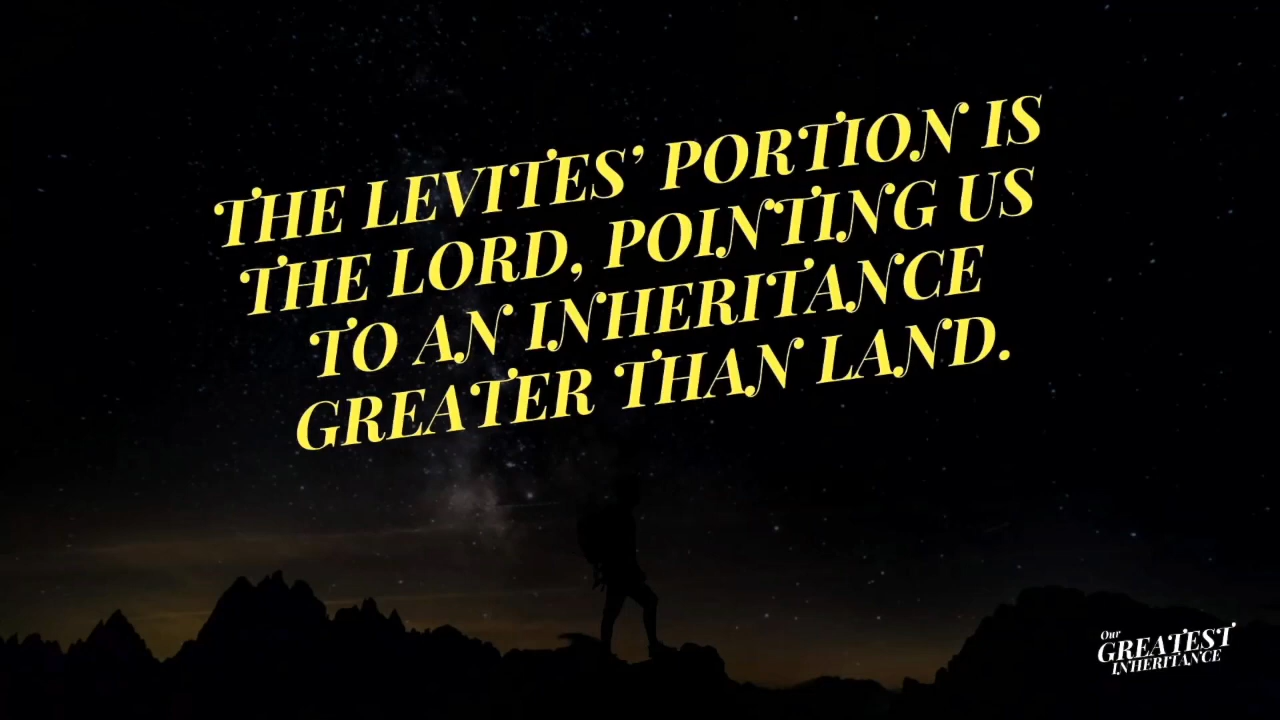 THE LEVITES’ PORTION IS
THE LORD, POINTING US
TO AN INHERITANCE
GREATER THAN LAND.
Our
GREATEST
INHERITANCE